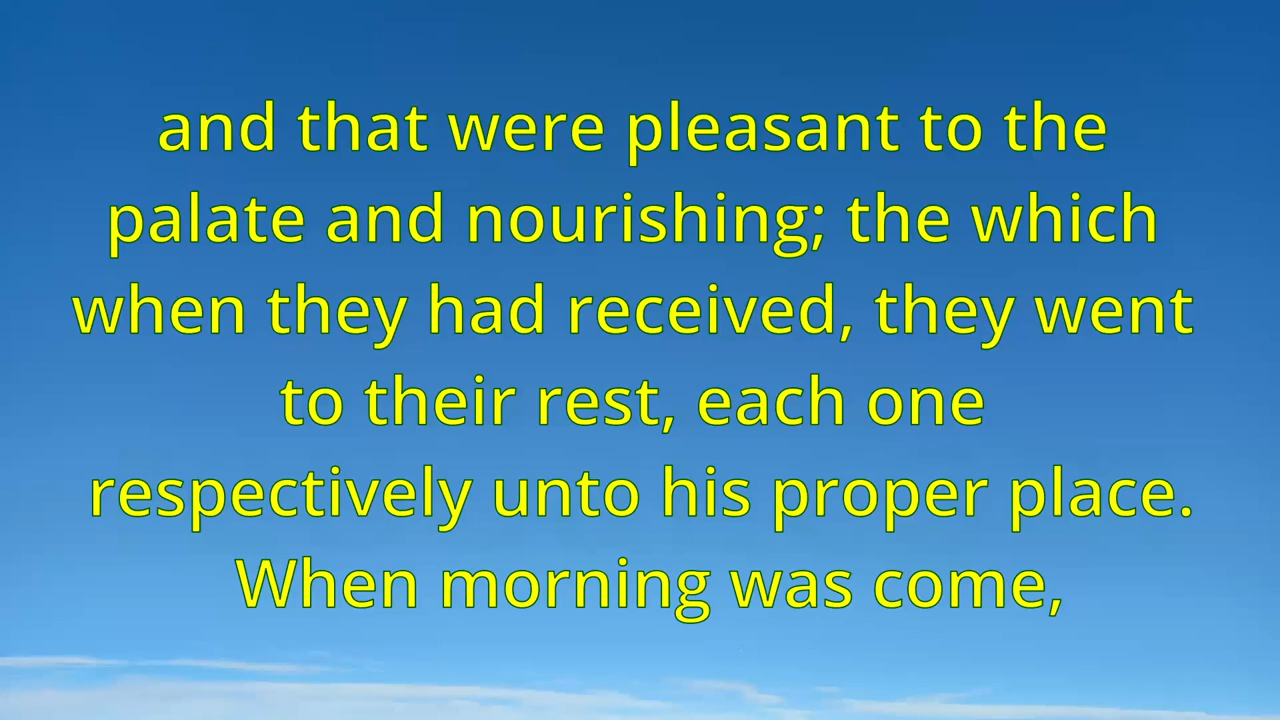 and that were pleasant to the
palate and nourishing; the which
when they had received, they went
to their rest, each one
respectively unto his proper place.
When morning was come,